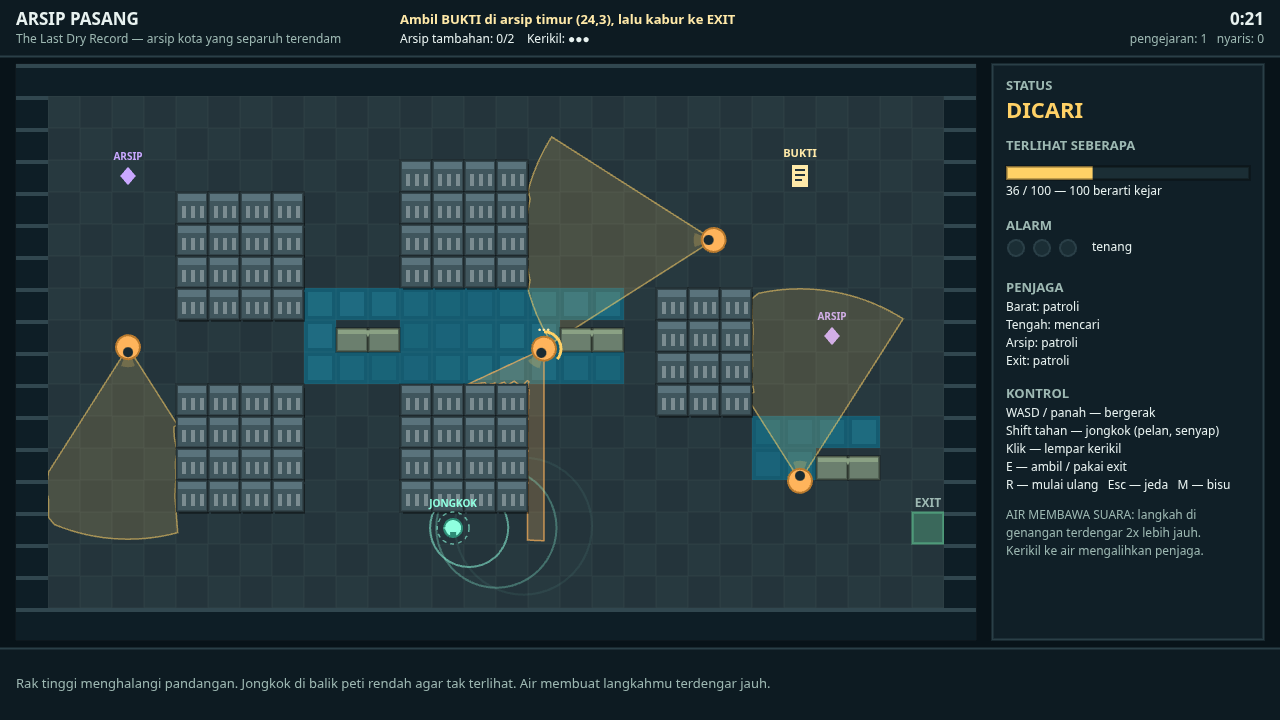 ARSIP PASANG
The Last Dry Record — arsip kota yang separuh terendam
Ambil BUKTI di arsip timur (24,3), lalu kabur ke EXIT
Arsip tambahan: 0/2 Kerikil: ●●●
0:21
pengejaran: 1 nyaris: 0
ARSIP
BUKTI
ARSIP
JONGKOK
EXIT
STATUS
DICARI
TERLIHAT SEBERAPA
36 / 100 — 100 berarti kejar
ALARM
tenang
PENJAGA
Barat: patroli
Tengah: mencari
Arsip: patroli
Exit: patroli
KONTROL
WASD / panah — bergerak
Shift tahan — jongkok (pelan, senyap)
Klik — lempar kerikil
E — ambil / pakai exit
R — mulai ulang Esc — jeda M — bisu
AIR MEMBAWA SUARA: langkah di
genangan terdengar 2x lebih jauh.
Kerikil ke air mengalihkan penjaga.
Rak tinggi menghalangi pandangan. Jongkok di balik peti rendah agar tak terlihat. Air membuat langkahmu terdengar jauh.